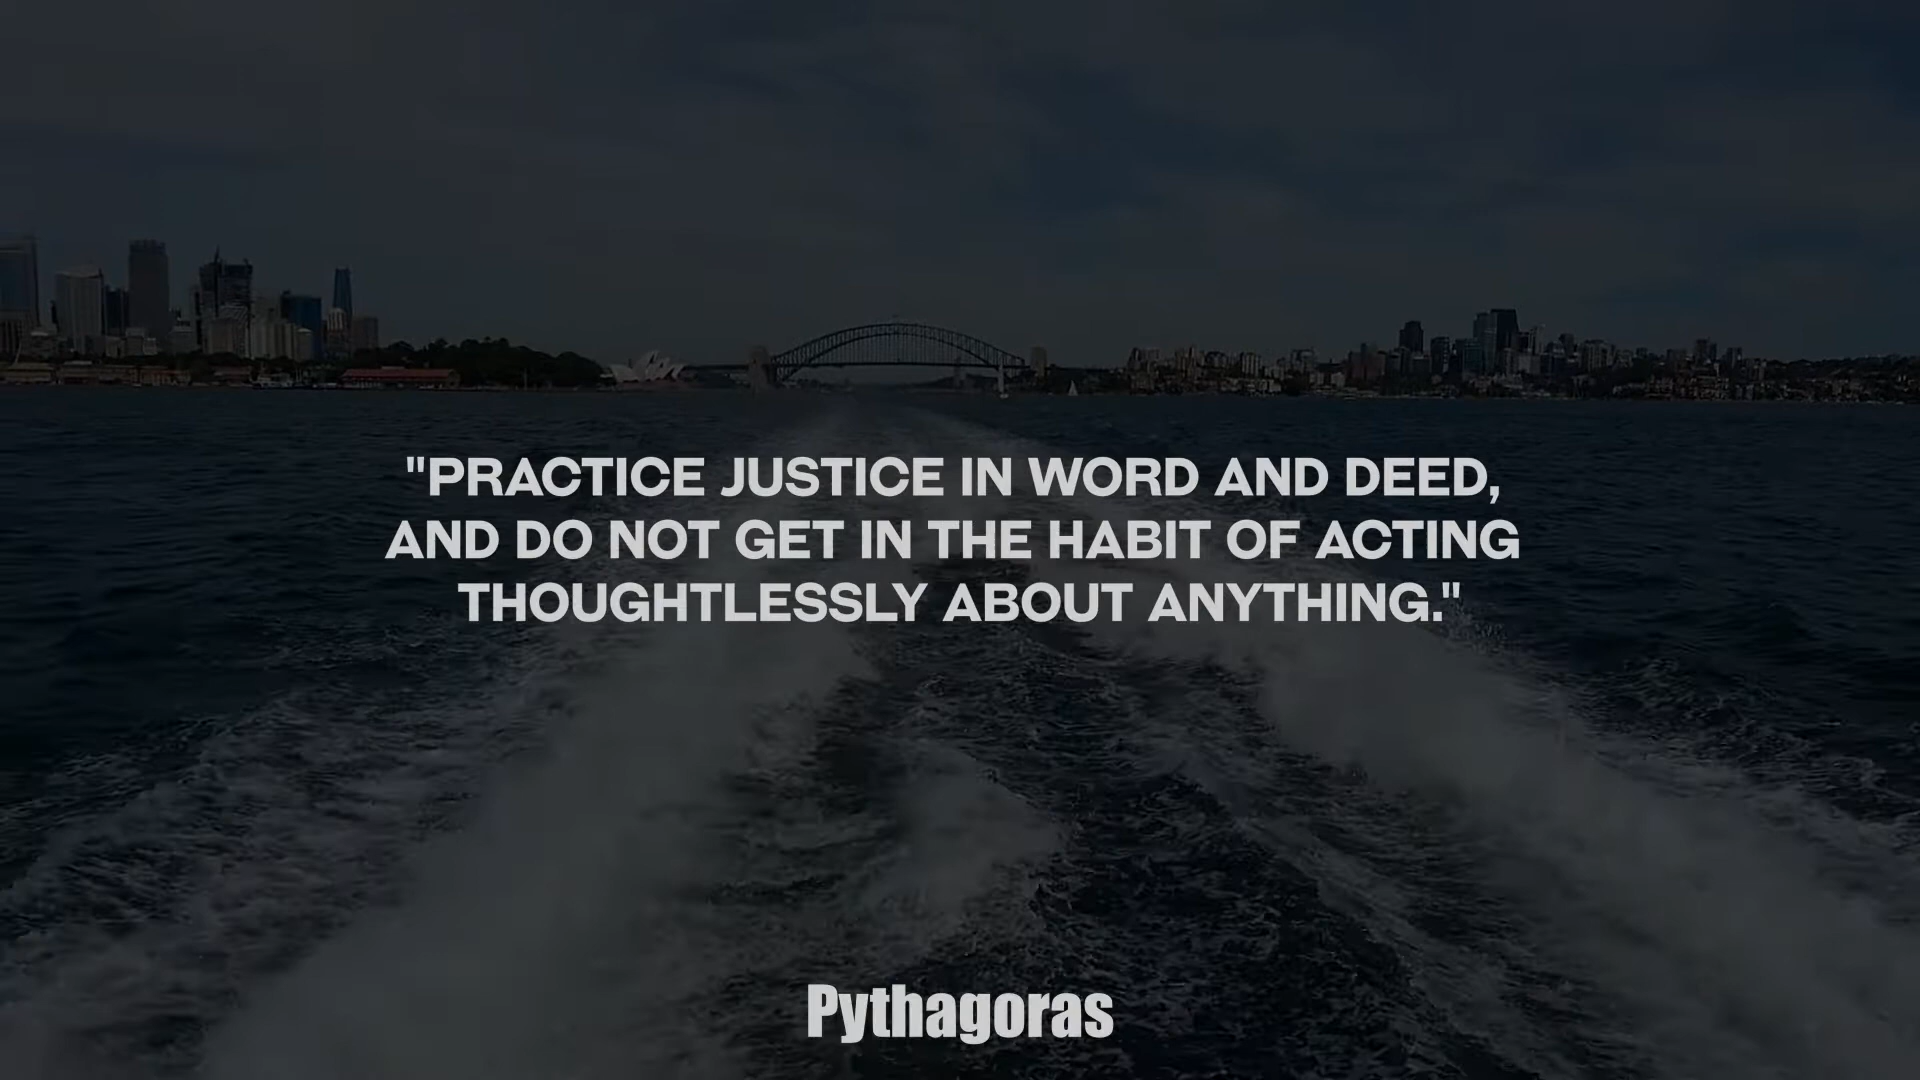 "PRACTICE JUSTICE IN WORD AND DEED,
AND DO NOT GET IN THE HABIT OF ACTING
THOUGHTLESSLY ABOUT ANYTHING."
Pythagoras